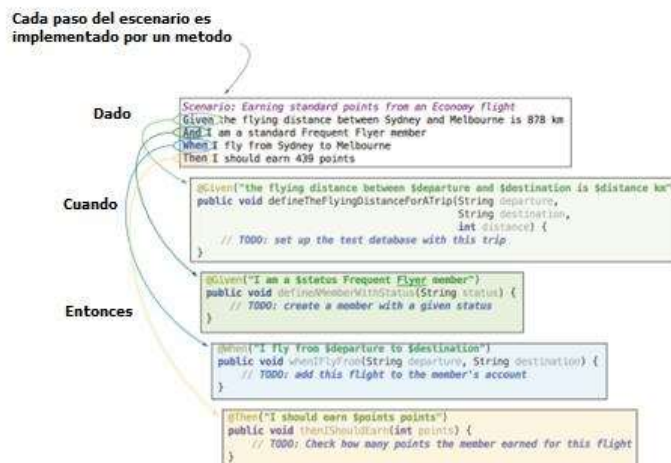 Cada paso del escenario es
implementado por un metodo
Dado
Scenario: Earning standard points from an Economy flight
Given the flying distance between Sydney and Melbourne is 878 km
And I am a standard Frequent Flyer member
When I fly from Sydney to Melbourne
Then I should earn 439 points
@Given("the flying distance between $departure and $destination is $distance km")
public void defineTheFlyingDistanceForATrip(String departure,
String destination,
int distance) {
// TODO: set up the test database with this trip
}
Cuando
@Given("I am a $status Frequent Flyer member")
public void defineAMemberWithStatus(String status) {
// TODO: create a member with a given status
}
Entonces
@When("I fly from $departure to $destination")
public void whenIFlyFrom(String departure, String destination) {
// TODO: add this flight to the member's account
}
@Then("I should earn $points points")
public void thenIShouldEarn(int points) {
// TODO: Check how many points the member earned for this flight
}